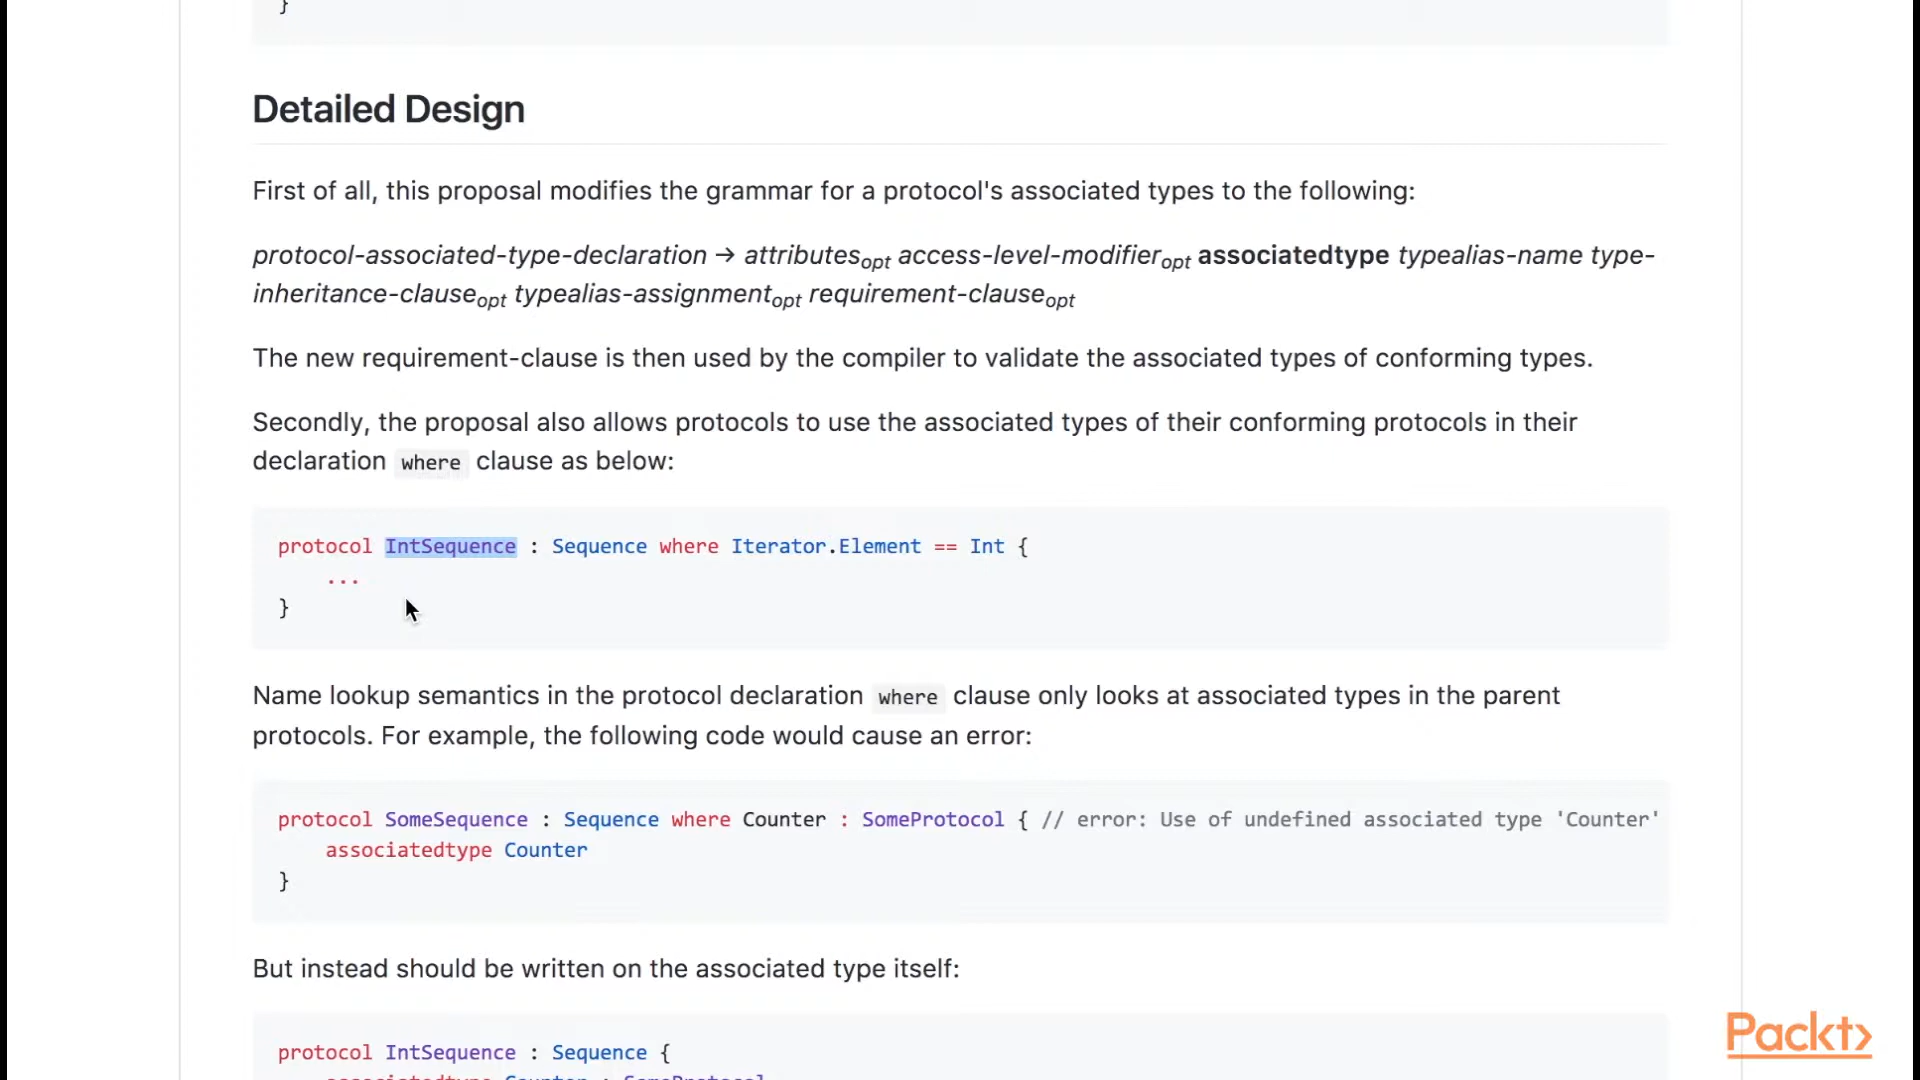 }
Detailed Design
First of all, this proposal modifies the grammar for a protocol's associated types to the following:
protocol-associated-type-declaration → attributesopt access-level-modifieropt associatedtype typealias-name type-
inheritance-clauseopt typealias-assignmentopt requirement-clauseopt
The new requirement-clause is then used by the compiler to validate the associated types of conforming types.
Secondly, the proposal also allows protocols to use the associated types of their conforming protocols in their
declaration where clause as below:
protocol IntSequence : Sequence where Iterator.Element == Int {
...
}
Name lookup semantics in the protocol declaration where clause only looks at associated types in the parent
protocols. For example, the following code would cause an error:
protocol SomeSequence : Sequence where Counter : SomeProtocol { // error: Use of undefined associated type 'Counter'
associatedtype Counter
}
But instead should be written on the associated type itself:
protocol IntSequence : Sequence {
associatedtype Counter : SomeProtocol
Packt>